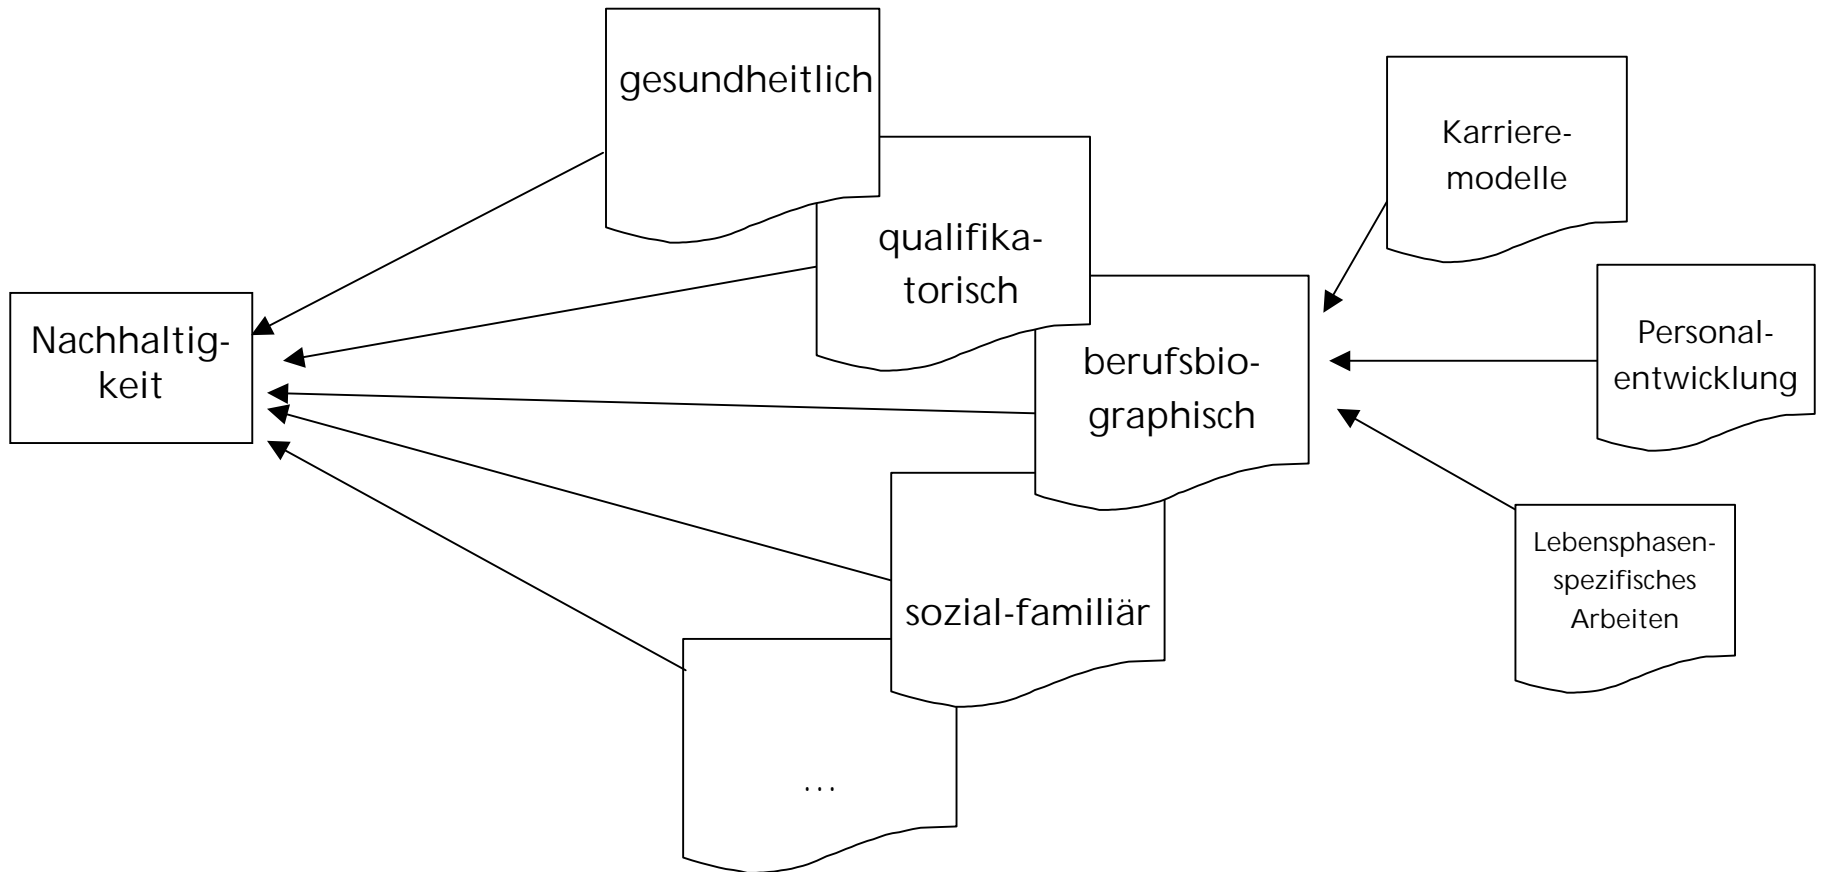 gesundheitlich
qualifika-
torisch
berufsbio-
graphisch
sozial-familiär
...
Nachhaltig-
keit
Karriere-
modelle
Personal-
entwicklung
Lebensphasen-
spezifisches
Arbeiten